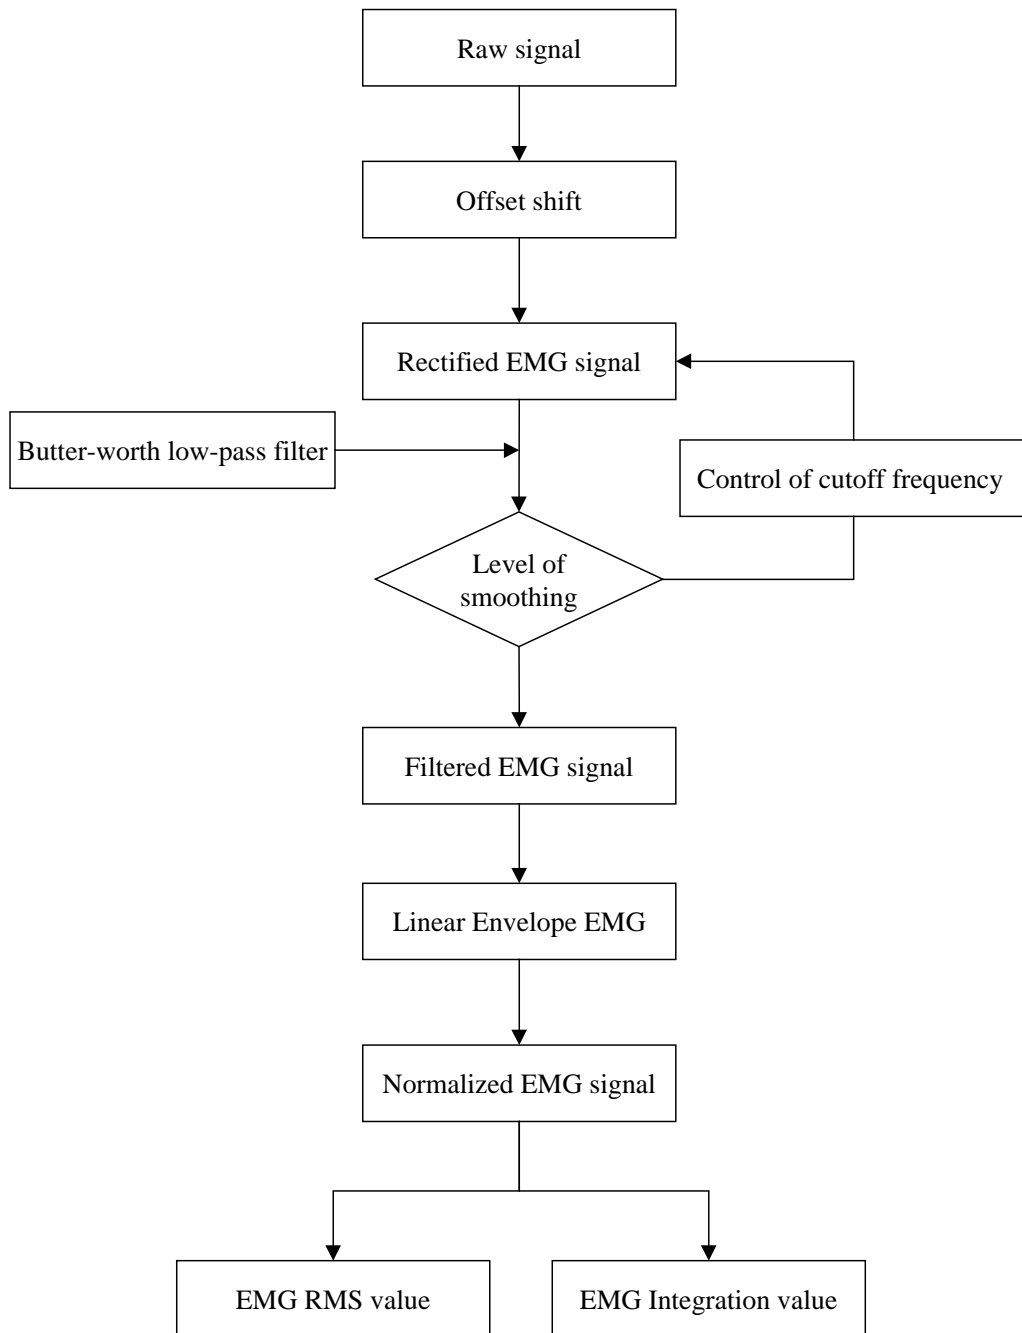 Raw signal
Offset shift
Rectified EMG signal
Butter-worth low-pass filter
Control of cutoff frequency
Level of
smoothing
Filtered EMG signal
Linear Envelope EMG
Normalized EMG signal
EMG RMS value
EMG Integration value